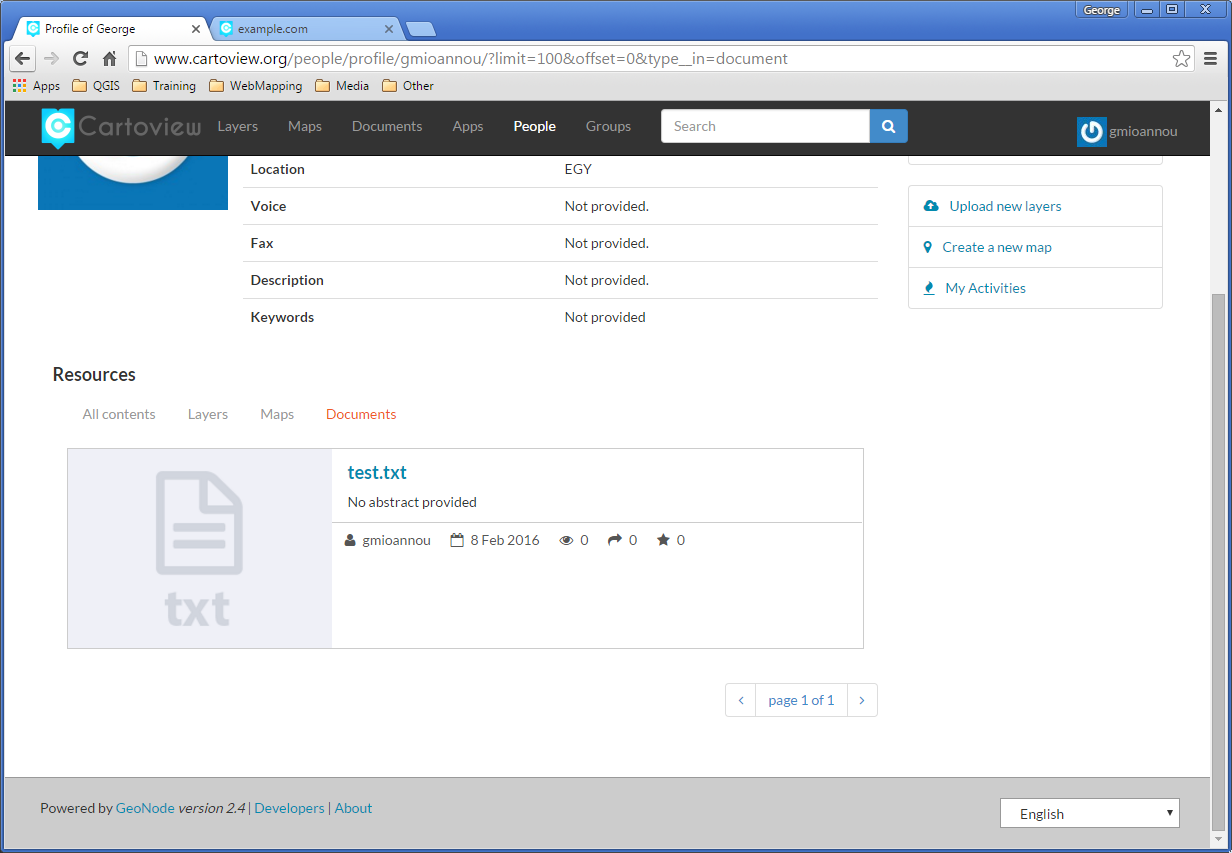 George
Profile of George
example.com
www.cartoview.org/people/profile/gmioannou/?limit=100&offset=0&type__in=document
Apps QGIS Training WebMapping Media Other
Cartoview Layers Maps Documents Apps People Groups Search gmioannou
Location EGY
Voice Not provided.
Fax Not provided.
Description Not provided.
Keywords Not provided
Upload new layers
Create a new map
My Activities
Resources
All contents Layers Maps Documents
txt
test.txt
No abstract provided
gmioannou 8 Feb 2016 0 0 0
page 1 of 1
Powered by GeoNode version 2.4 | Developers | About
English